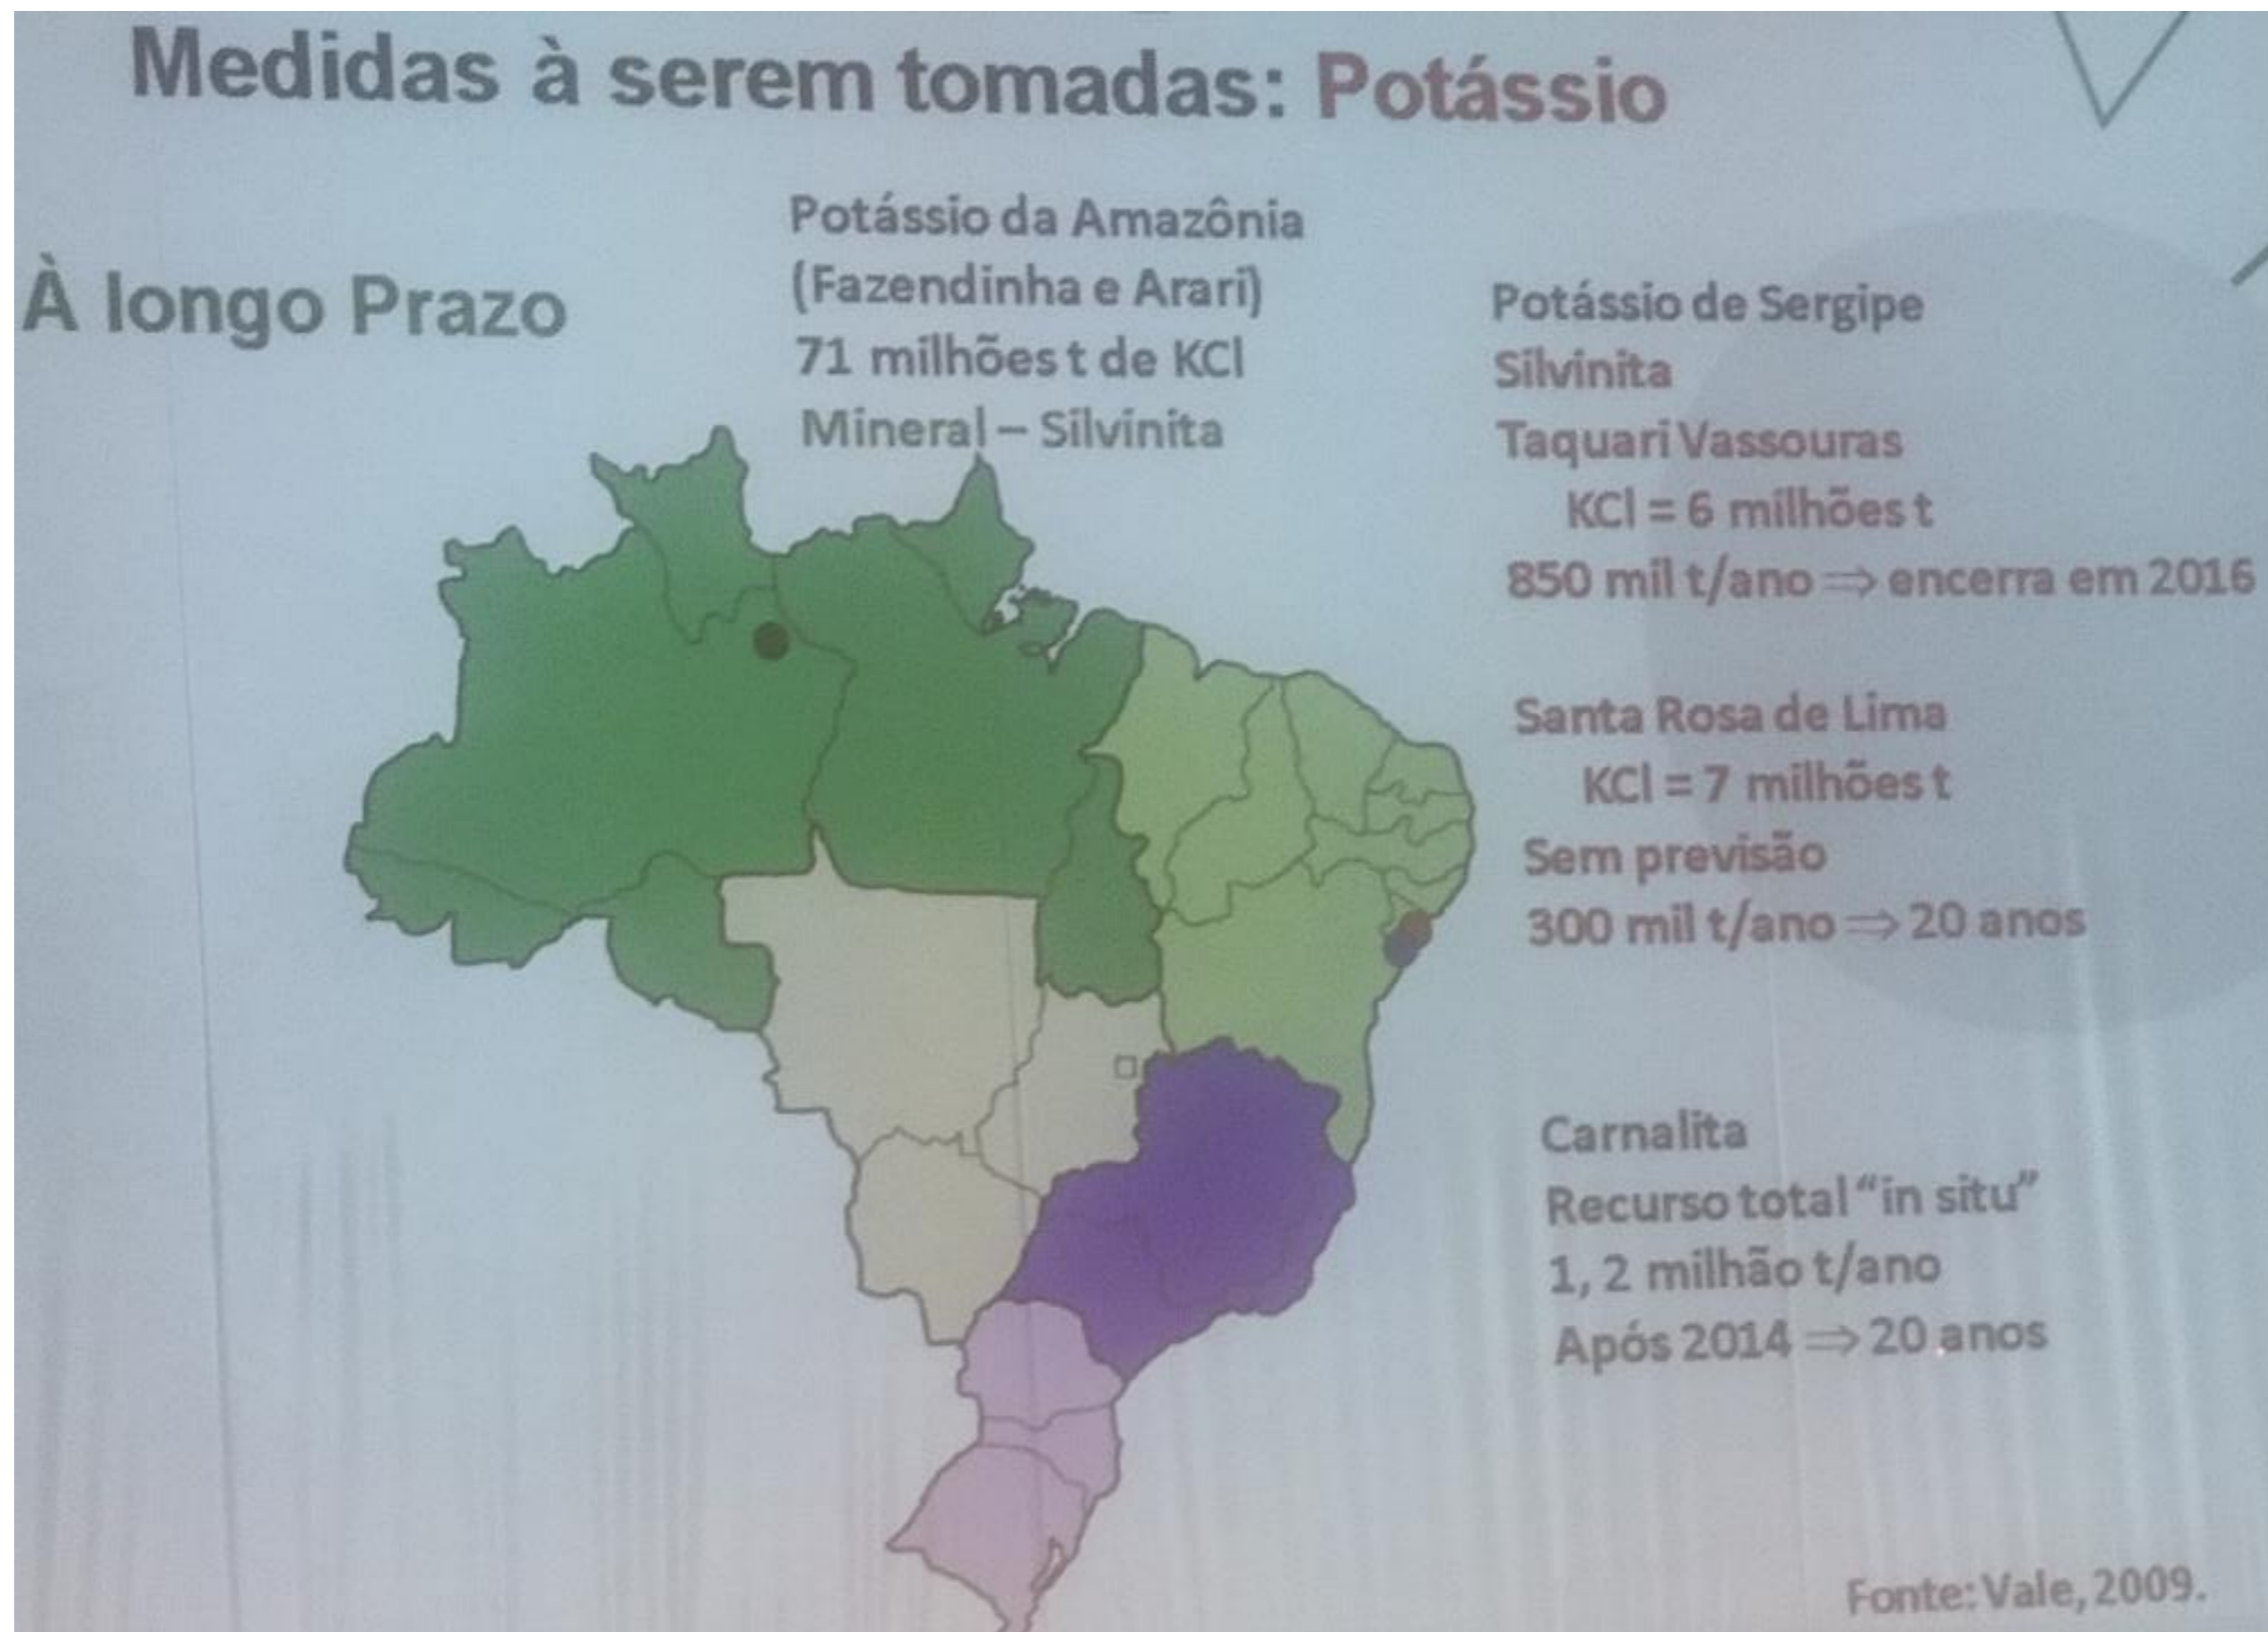 Medidas à serem tomadas: Potássio
À longo Prazo
Potássio da Amazônia
(Fazendinha e Arari)
71 milhões t de KCl
Mineral – Silvinita
Potássio de Sergipe
Silvinita
Taquari Vassouras
KCl = 6 milhões t
850 mil t/ano ⇒ encerra em 2016
Santa Rosa de Lima
KCl = 7 milhões t
Sem previsão
300 mil t/ano ⇒ 20 anos
Carnalita
Recurso total “in situ”
1, 2 milhão t/ano
Após 2014 ⇒ 20 anos
Fonte: Vale, 2009.